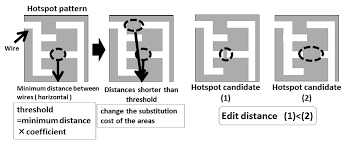 Hotspot pattern
Wire
Minimum distance between
wires ( horizontal )
threshold
=minimum distance
× coefficient
Distances shorter than
threshold
change the substitution
cost of the areas
Hotspot candidate
(1)
Hotspot candidate
(2)
Edit distance (1)<(2)